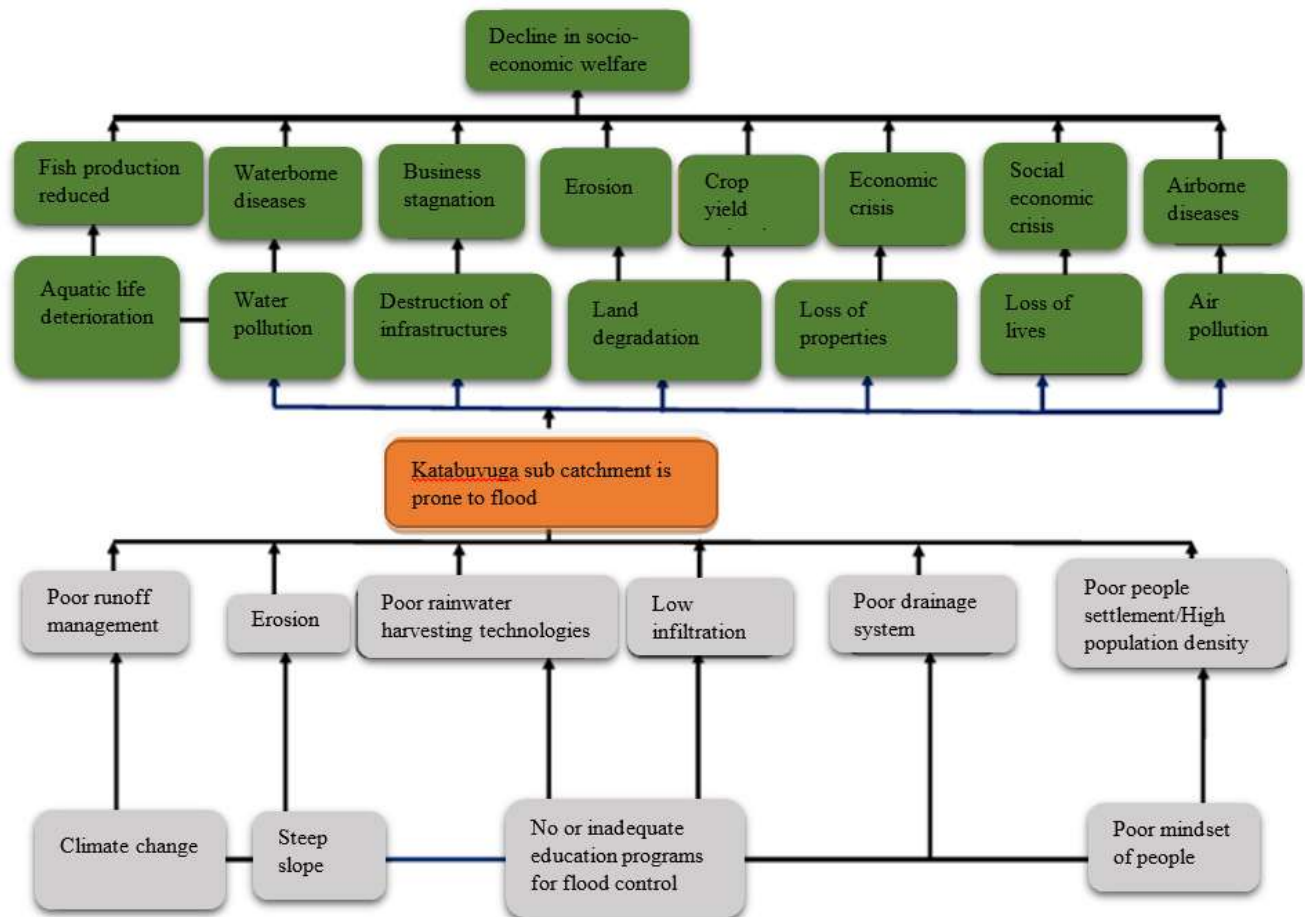 Decline in socio-
economic welfare
Fish production
reduced
Waterborne
diseases
Business
stagnation
Erosion
Crop
yield
Economic
crisis
Social
economic
crisis
Airborne
diseases
Aquatic life
deterioration
Water
pollution
Destruction of
infrastructures
Land
degradation
Loss of
properties
Loss of
lives
Air
pollution
Katabuvuga sub catchment is
prone to flood
Poor runoff
management
Erosion
Poor rainwater
harvesting technologies
Low
infiltration
Poor drainage
system
Poor people
settlement/High
population density
Climate change
Steep
slope
No or inadequate
education programs
for flood control
Poor mindset
of people